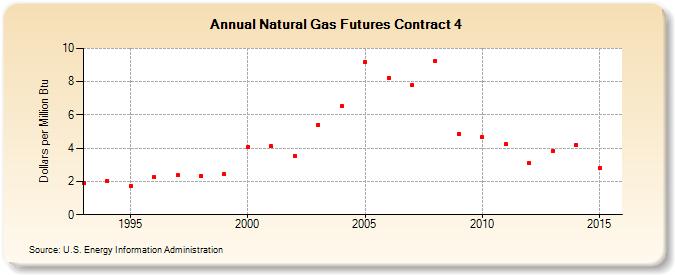 Annual Natural Gas Futures Contract 4
Dollars per Million Btu
10
8
6
4
2
0
1995 2000 2005 2010 2015
Source: U.S. Energy Information Administration